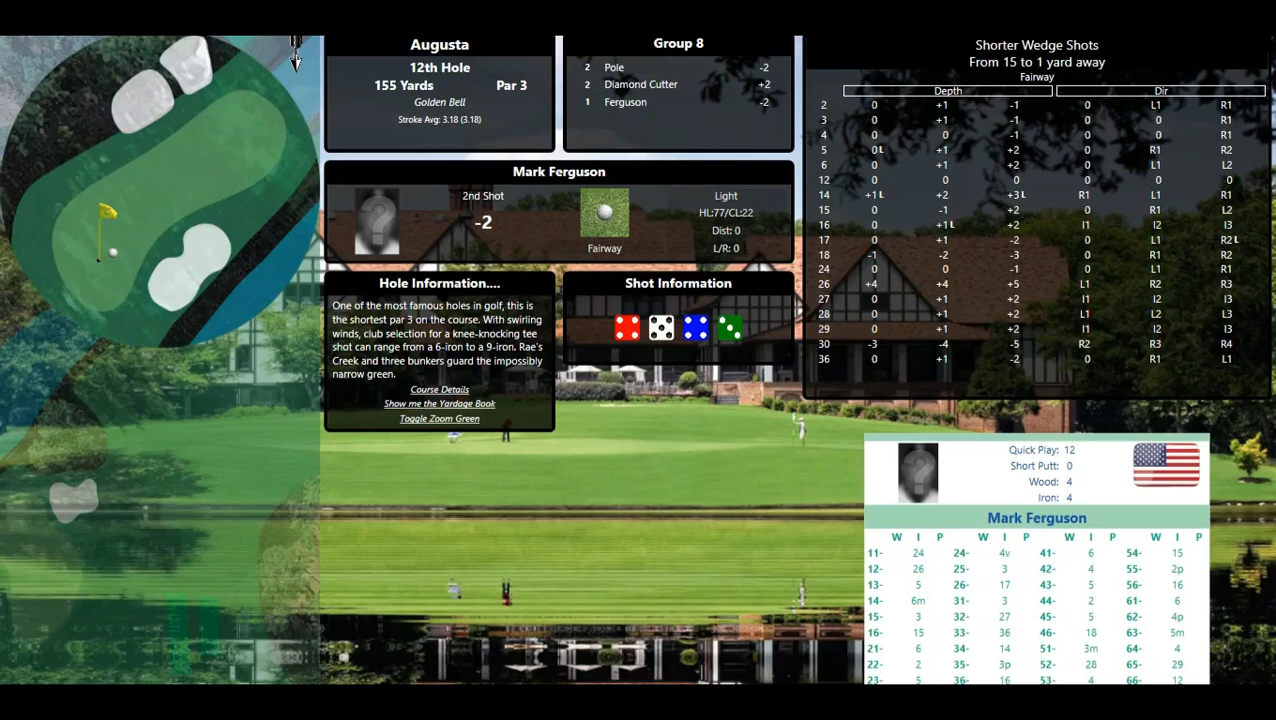 Augusta
12th Hole
155 Yards Par 3
Golden Bell
Stroke Avg: 3.18 (3.18)
Group 8
2 Pole -2
2 Diamond Cutter +2
1 Ferguson -2
Mark Ferguson
2nd Shot
-2
Fairway
Light
HL:77/CL:22
Dist: 0
L/R: 0
Hole Information....
One of the most famous holes in golf, this is
the shortest par 3 on the course. With swirling
winds, club selection for a knee-knocking tee
shot can range from a 6-iron to a 9-iron. Rae's
Creek and three bunkers guard the impossibly
narrow green.
Course Details
Show me the Yardage Book
Toggle Zoom Green
Shot Information
Shorter Wedge Shots
From 15 to 1 yard away
Fairway
Depth Dir
2 0 +1 -1 0 L1 R1
3 0 +1 -1 0 0 R1
4 0 0 -1 0 0 R1
5 0L +1 +2 0 R1 R2
6 0 +1 +2 0 L1 L2
12 0 0 0 0 0 0
14 +1L +2 +3L R1 L1 R1
15 0 -1 +2 0 R1 L2
16 0 +1L +2 I1 I2 I3
17 0 +1 -2 0 L1 R2L
18 -1 -2 -3 0 R1 R2
24 0 0 -1 0 L1 R1
26 +4 +4 +5 L1 R2 R3
27 0 +1 +2 I1 I2 I3
28 0 +1 +2 L1 L2 L3
29 0 +1 +2 I1 I2 I3
30 -3 -4 -5 R2 R3 R4
36 0 +1 -2 0 R1 L1
Quick Play: 12
Short Putt: 0
Wood: 4
Iron: 4
Mark Ferguson
W I P W I P W I P W I P
11- 24 24- 4v 41- 6 54- 15
12- 26 25- 3 42- 4 55- 2p
13- 5 26- 17 43- 5 56- 16
14- 6m 31- 3 44- 2 61- 6
15- 3 32- 27 45- 5 62- 4p
16- 15 33- 36 46- 18 63- 5m
21- 6 34- 14 51- 3m 64- 4
22- 2 35- 3p 52- 28 65- 29
23- 5 36- 16 53- 4 66- 12